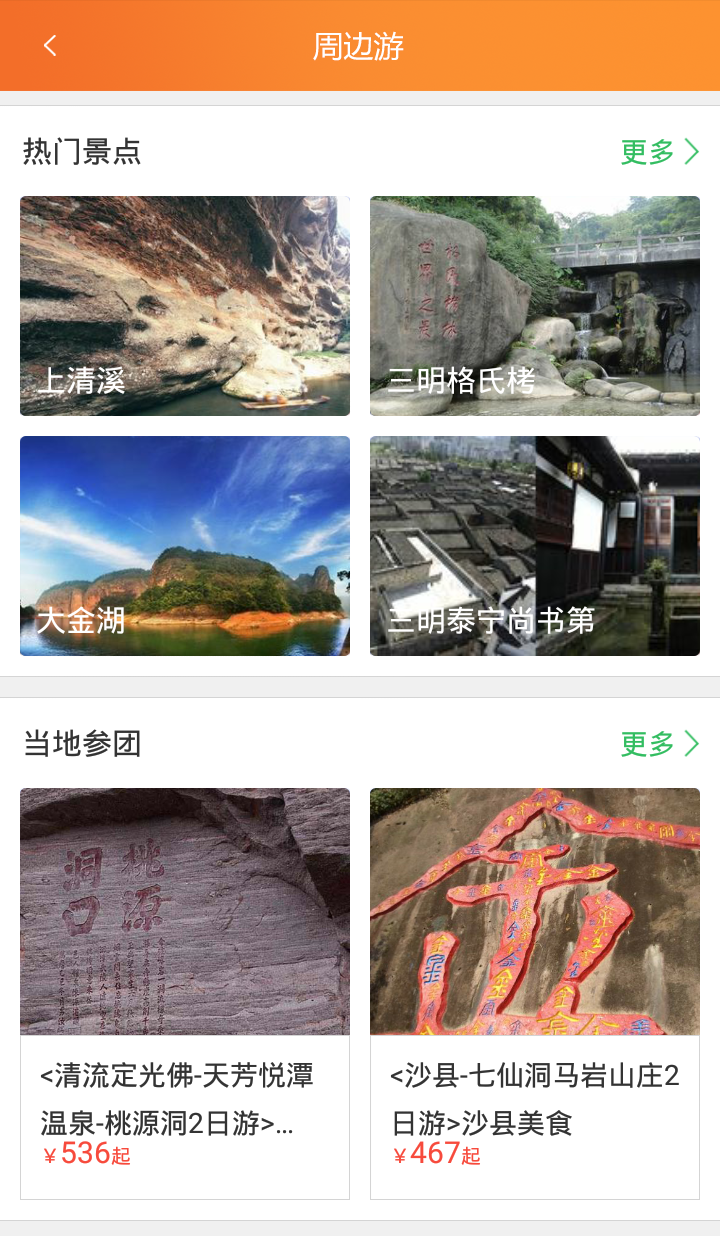 周边游
热门景点
更多
世界之最
上清溪
三明格氏栲
大金湖
三明泰宁尚书第
当地参团
更多
桃源
洞口
<清流定光佛-天芳悦潭
温泉-桃源洞2日游>...
￥536起
<沙县-七仙洞马岩山庄2
日游>沙县美食
￥467起